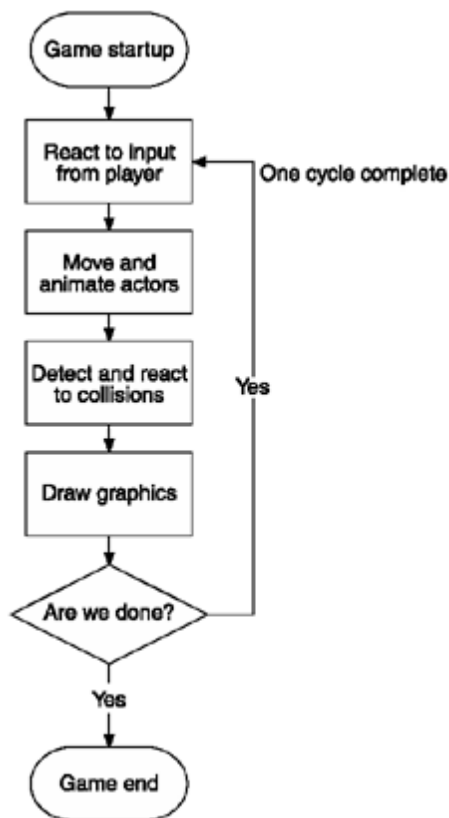 Game startup
React to input
from player
One cycle complete
Move and
animate actors
Detect and react
to collisions
Yes
Draw graphics
Are we done?
Yes
Game end